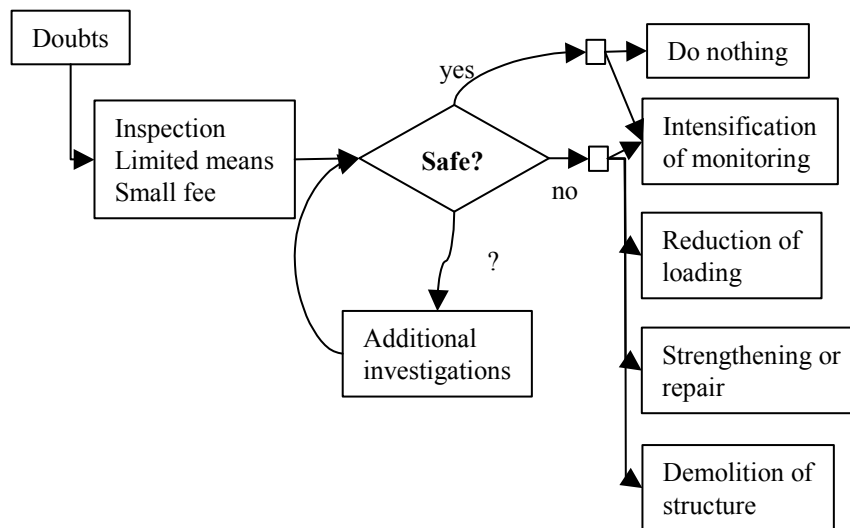 Doubts
Inspection
Limited means
Small fee
yes
Safe?
no
?
Additional
investigations
Do nothing
Intensification
of monitoring
Reduction of
loading
Strengthening or
repair
Demolition of
structure